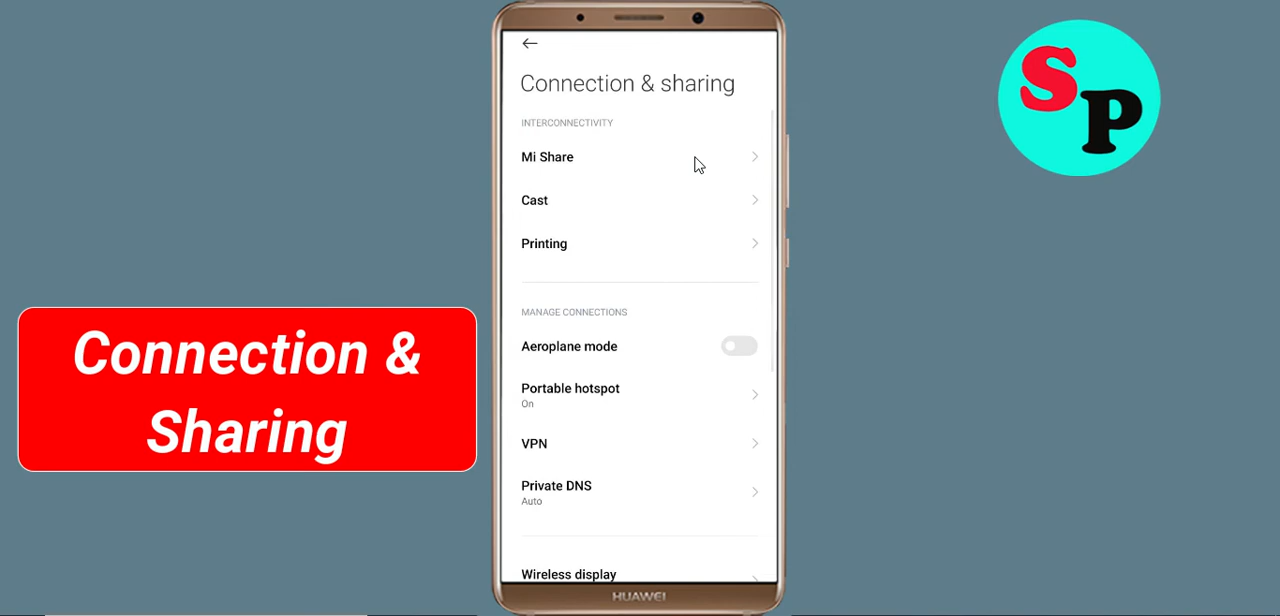 Connection & sharing
INTERCONNECTIVITY
Mi Share
Cast
Printing
MANAGE CONNECTIONS
Aeroplane mode
Portable hotspot
On
VPN
Private DNS
Auto
Wireless display
HUAWEI
Connection &
Sharing
SP